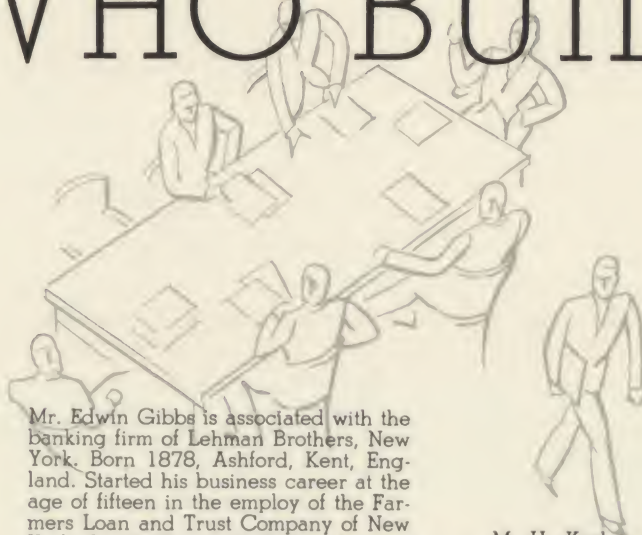 WHO BUIL
Mr. Edwin Gibbs is associated with the
banking firm of Lehman Brothers, New
York. Born 1878, Ashford, Kent, Eng-
land. Started his business career at the
age of fifteen in the employ of the Far-
mers Loan and Trust Company of New